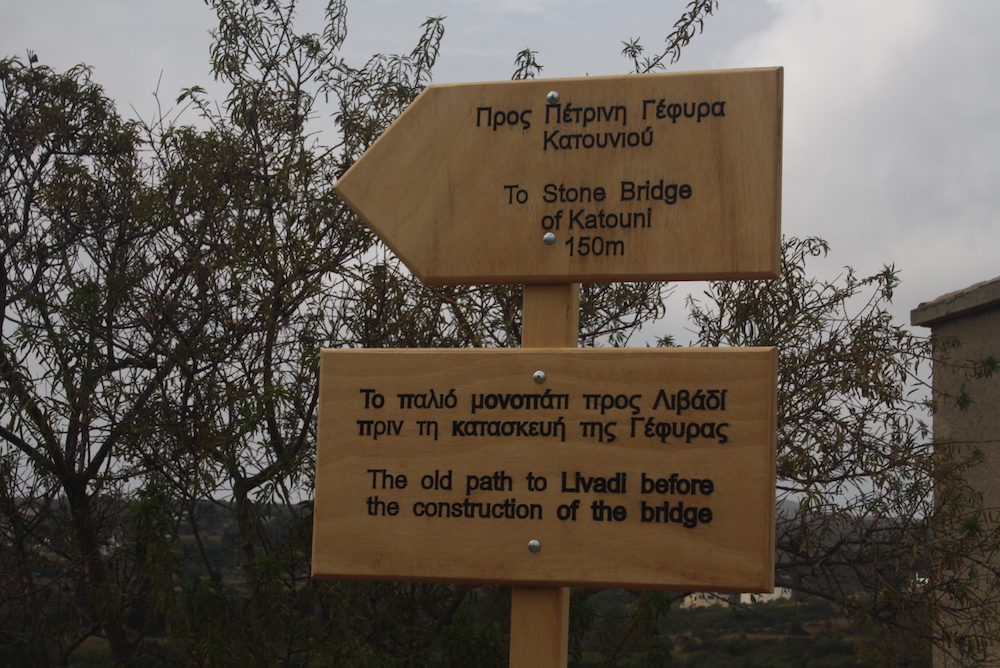 Προς Πέτρινη Γέφυρα
Κατουνιού
To Stone Bridge
of Katouni
150m
Το παλιό μονοπάτι προς Λιβάδί
πριν τη κατασκευή της Γέφυρας
The old path to Livadi before
the construction of the bridge